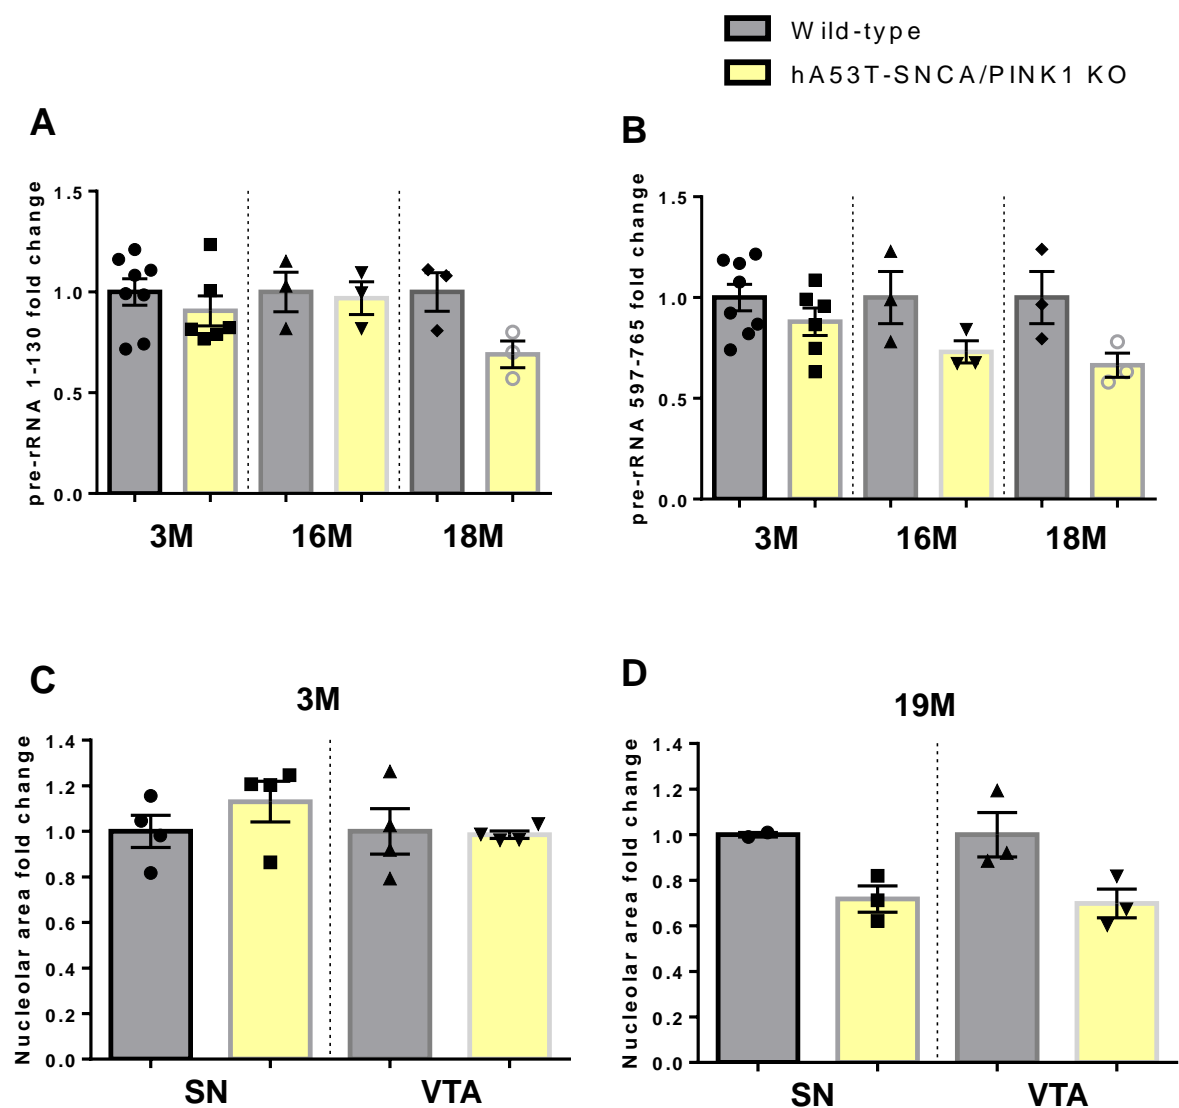 Wild-type
hA53T-SNCA/PINK1 KO
A
pre-rRNA 1-130 fold change
1.5
1.0
0.5
0.0
3M 16M 18M
B
pre-rRNA 597-765 fold change
1.5
1.0
0.5
0.0
3M 16M 18M
C
3M
Nucleolar area fold change
1.4
1.2
1.0
0.8
0.6
0.4
0.2
0.0
SN VTA
D
19M
Nucleolar area fold change
1.4
1.2
1.0
0.8
0.6
0.4
0.2
0.0
SN VTA